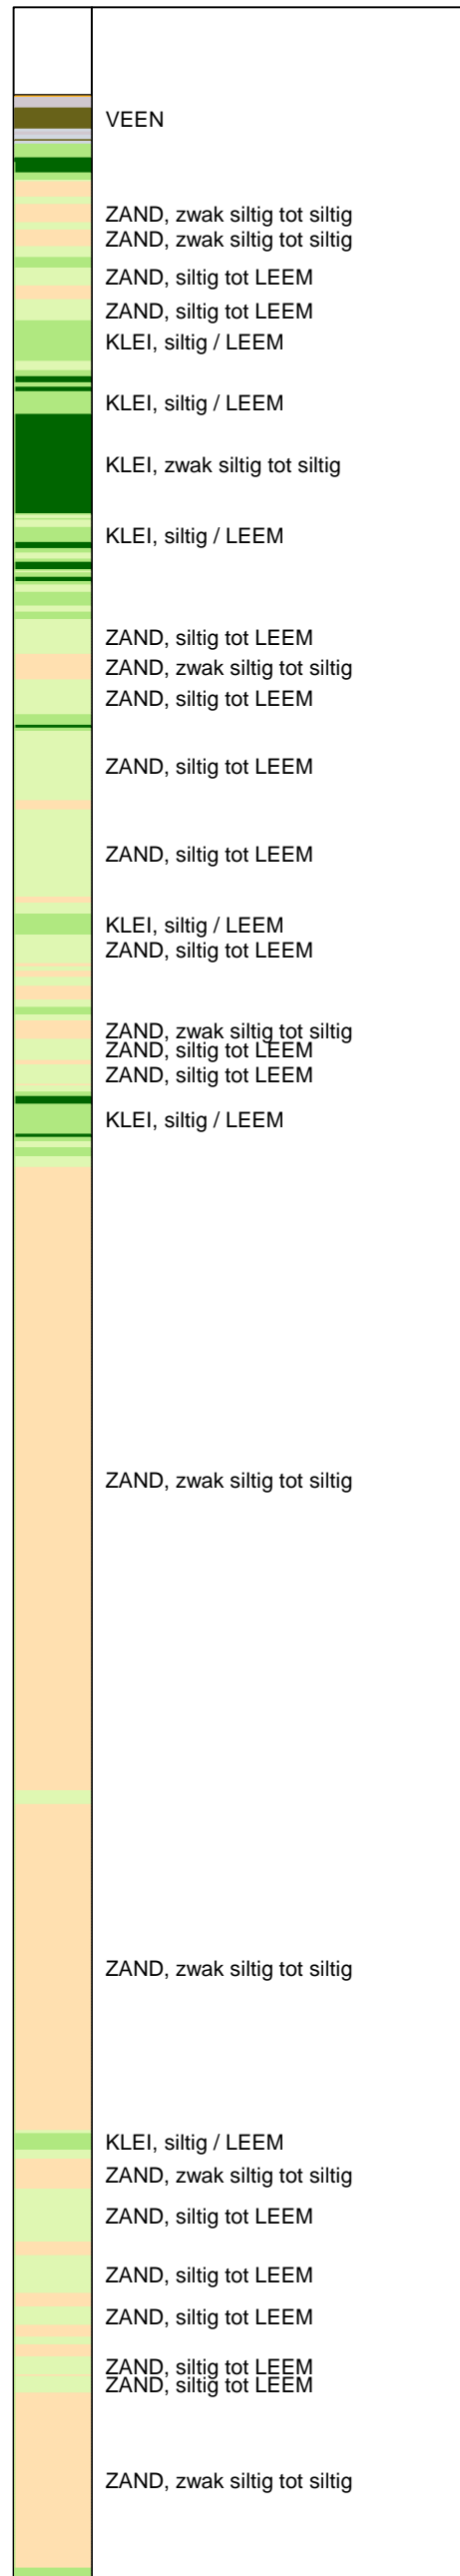 VEEN
ZAND, zwak siltig tot siltig
ZAND, zwak siltig tot siltig
ZAND, siltig tot LEEM
ZAND, siltig tot LEEM
KLEI, siltig / LEEM
KLEI, siltig / LEEM
KLEI, zwak siltig tot siltig
KLEI, siltig / LEEM
ZAND, siltig tot LEEM
ZAND, zwak siltig tot siltig
ZAND, siltig tot LEEM
ZAND, siltig tot LEEM
ZAND, siltig tot LEEM
KLEI, siltig / LEEM
ZAND, siltig tot LEEM
ZAND, zwak siltig tot siltig
ZAND, siltig tot LEEM
ZAND, siltig tot LEEM
KLEI, siltig / LEEM
ZAND, zwak siltig tot siltig
ZAND, zwak siltig tot siltig
KLEI, siltig / LEEM
ZAND, zwak siltig tot siltig
ZAND, siltig tot LEEM
ZAND, siltig tot LEEM
ZAND, siltig tot LEEM
ZAND, siltig tot LEEM
ZAND, siltig tot LEEM
ZAND, zwak siltig tot siltig